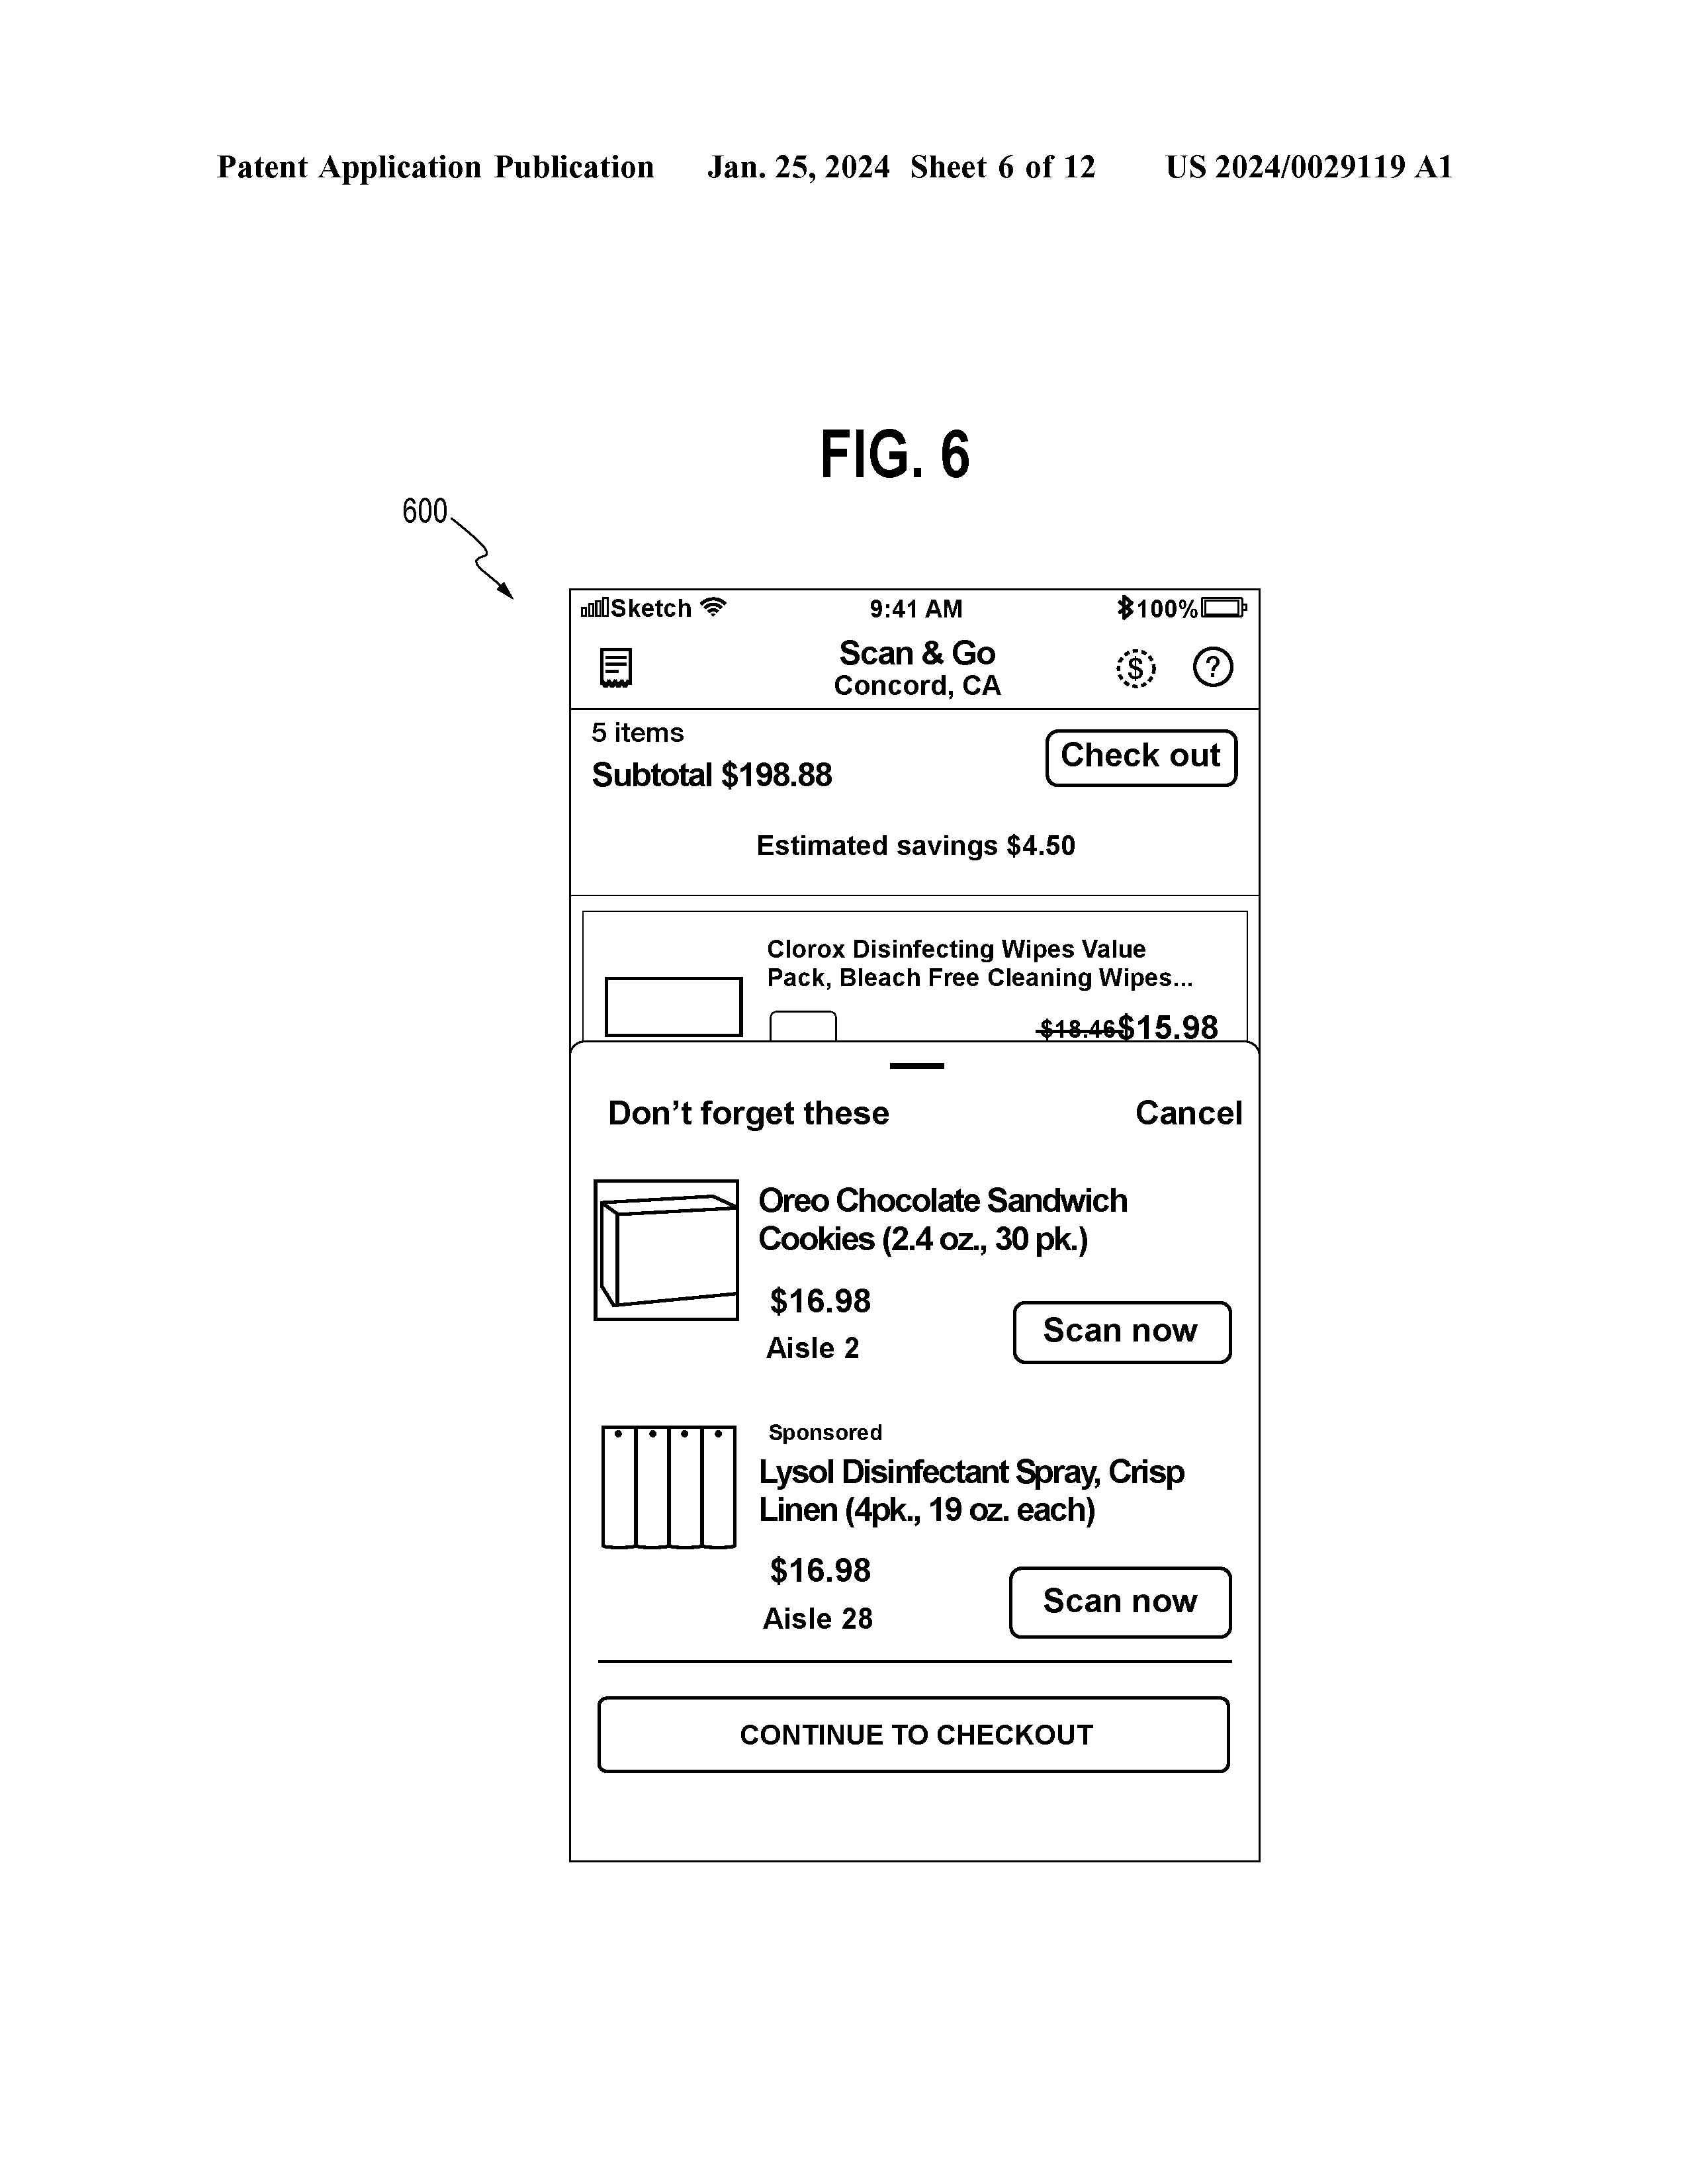 Patent Application Publication Jan. 25, 2024 Sheet 6 of 12 US 2024/0029119 A1
FIG. 6
600
Sketch 9:41 AM 100%
Scan & Go
Concord, CA
$ ?
5 items
Subtotal $198.88
Check out
Estimated savings $4.50
Clorox Disinfecting Wipes Value
Pack, Bleach Free Cleaning Wipes...
$18.46 $15.98
Don't forget these Cancel
Oreo Chocolate Sandwich
Cookies (2.4 oz., 30 pk.)
$16.98
Aisle 2
Scan now
Sponsored
Lysol Disinfectant Spray, Crisp
Linen (4pk., 19 oz. each)
$16.98
Aisle 28
Scan now
CONTINUE TO CHECKOUT